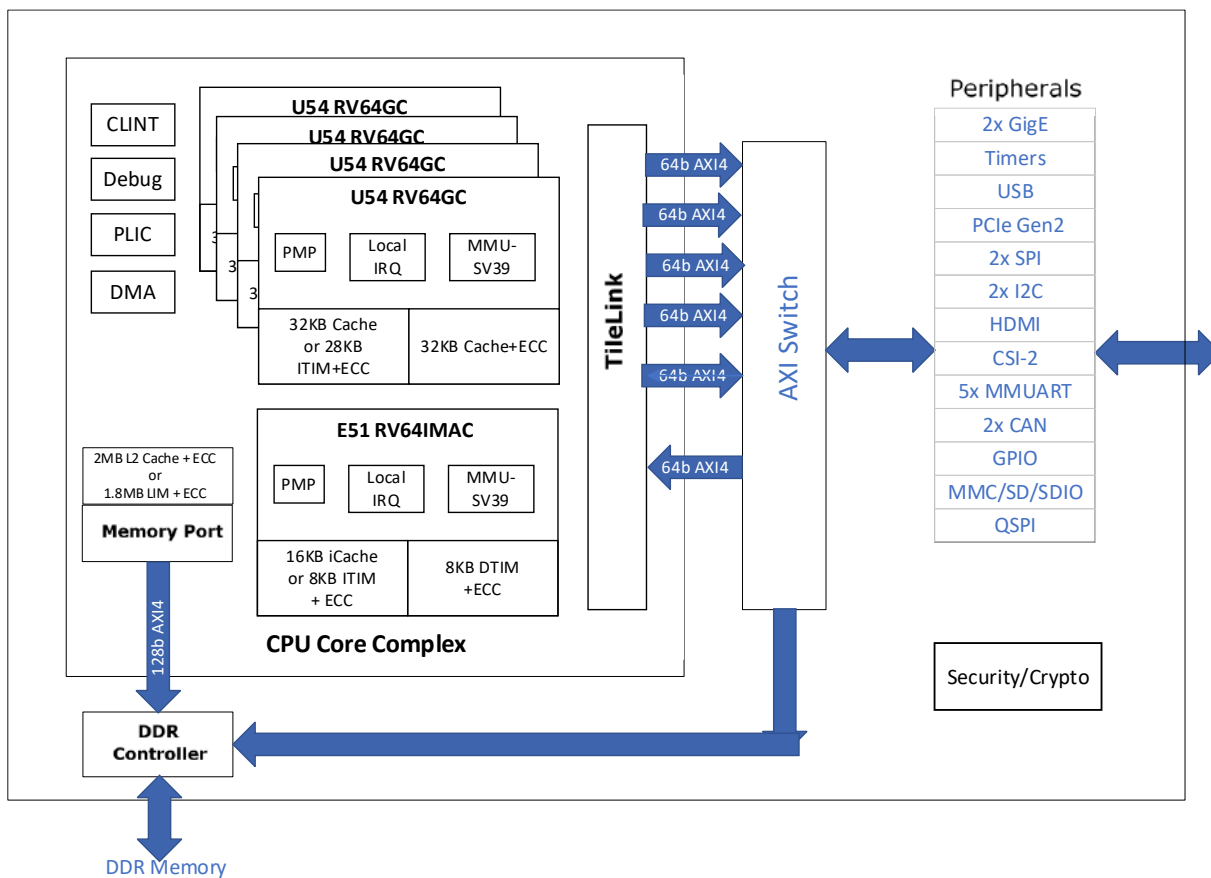 CLINT
Debug
PLIC
DMA
U54 RV64GC
U54 RV64GC
U54 RV64GC
U54 RV64GC
3
3
3
PMP
Local
IRQ
MMU-
SV39
32KB Cache
or 28KB
ITIM+ECC
32KB Cache+ECC
E51 RV64IMAC
PMP
Local
IRQ
MMU-
SV39
16KB iCache
or 8KB ITIM
+ ECC
8KB DTIM
+ECC
2MB L2 Cache + ECC
or
1.8MB LIM + ECC
Memory Port
CPU Core Complex
128b AXI4
DDR
Controller
DDR Memory
TileLink
64b AXI4
64b AXI4
64b AXI4
64b AXI4
64b AXI4
64b AXI4
AXI Switch
Peripherals
2x GigE
Timers
USB
PCIe Gen2
2x SPI
2x I2C
HDMI
CSI-2
5x MMUART
2x CAN
GPIO
MMC/SD/SDIO
QSPI
Security/Crypto